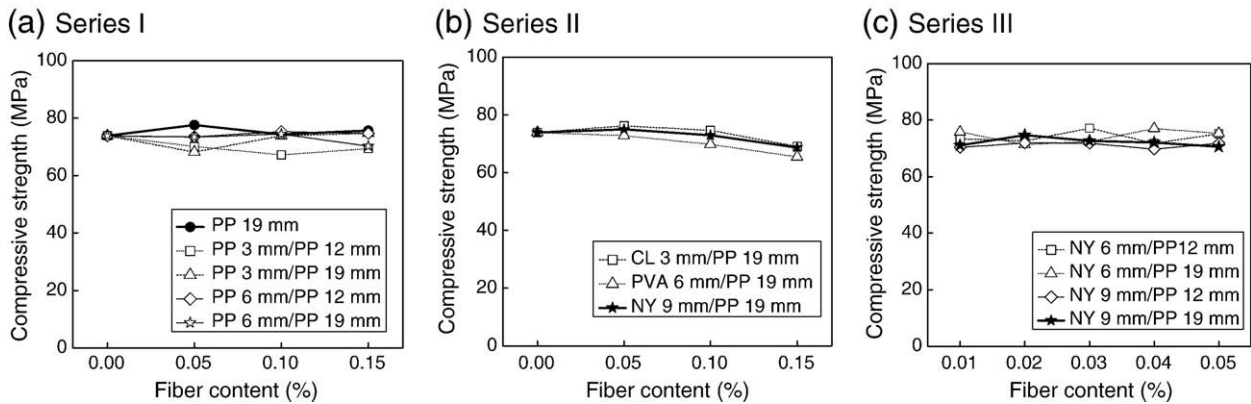 (a) Series I
Compressive strength (MPa)
100
80
60
40
20
0
PP 19 mm
PP 3 mm/PP 12 mm
PP 3 mm/PP 19 mm
PP 6 mm/PP 12 mm
PP 6 mm/PP 19 mm
0.00 0.05 0.10 0.15
Fiber content (%)
(b) Series II
Compressive strength (MPa)
100
80
60
40
20
0
CL 3 mm/PP 19 mm
PVA 6 mm/PP 19 mm
NY 9 mm/PP 19 mm
0.00 0.05 0.10 0.15
Fiber content (%)
(c) Series III
Compressive strength (MPa)
100
80
60
40
20
0
NY 6 mm/PP12 mm
NY 6 mm/PP 19 mm
NY 9 mm/PP 12 mm
NY 9 mm/PP 19 mm
0.01 0.02 0.03 0.04 0.05
Fiber content (%)